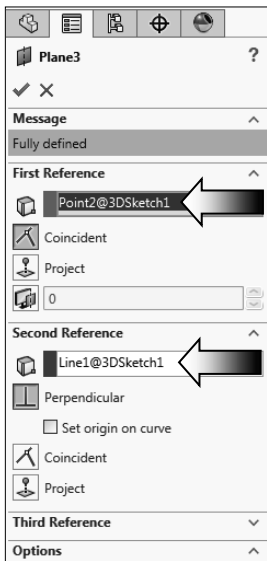 Plane3
?
Message
Fully defined
First Reference
Point2@3DSketch1
Coincident
Project
0
Second Reference
Line1@3DSketch1
Perpendicular
Set origin on curve
Coincident
Project
Third Reference
Options